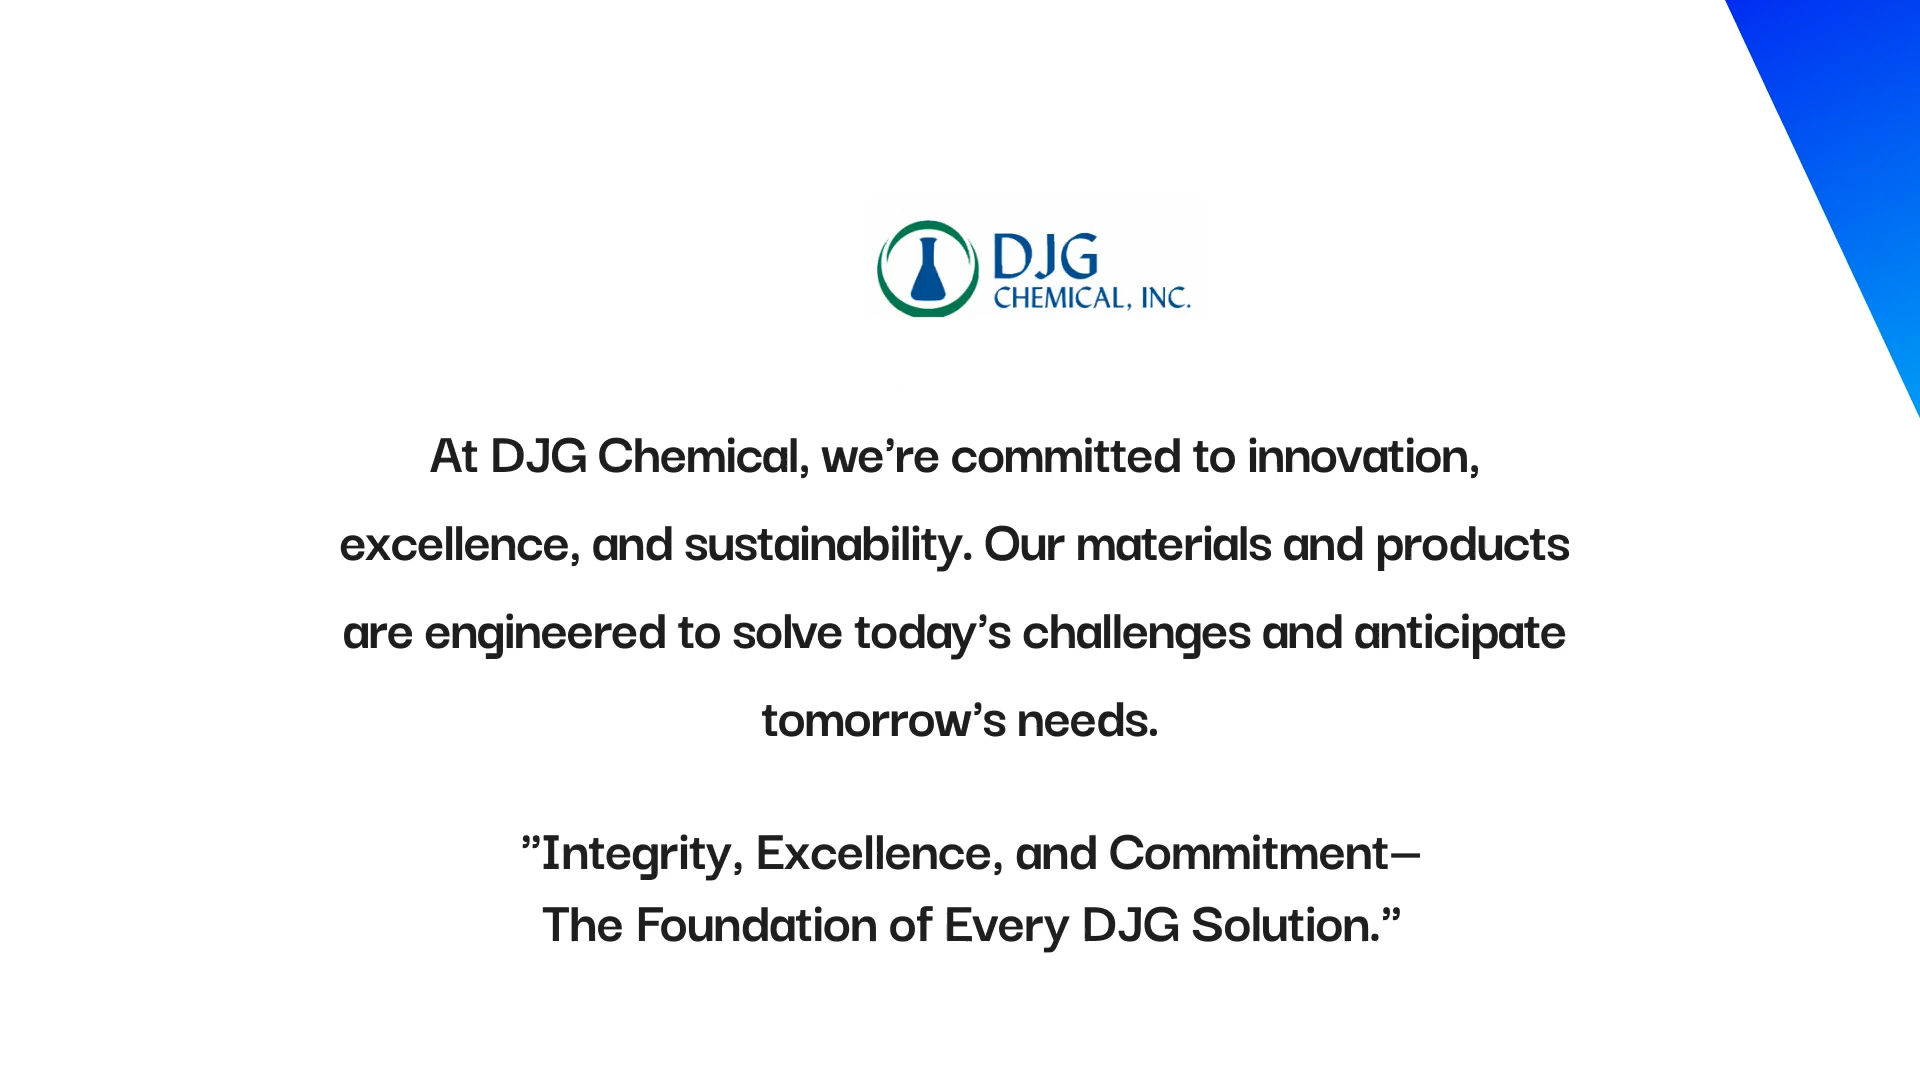 DJG
CHEMICAL, INC.
At DJG Chemical, we’re committed to innovation,
excellence, and sustainability. Our materials and products
are engineered to solve today’s challenges and anticipate
tomorrow’s needs.
”Integrity, Excellence, and Commitment—
The Foundation of Every DJG Solution.”